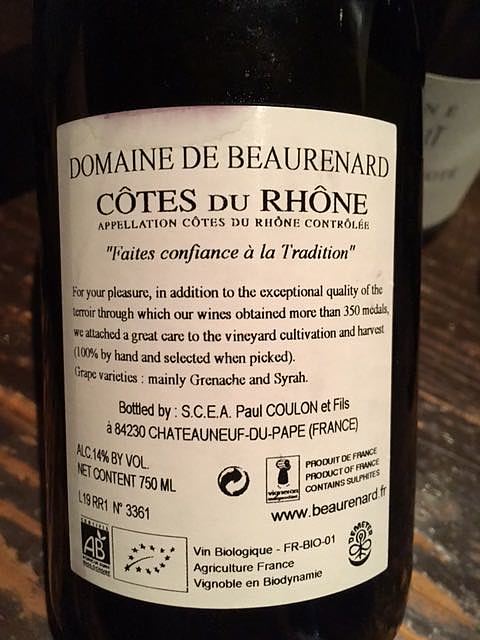 DOMAINE DE BEAURENARD
CÔTES DU RHÔNE
APPELLATION CÔTES DU RHÔNE CONTRÔLÉE
"Faites confiance à la Tradition"
For your pleasure, in addition to the exceptional quality of the
terroir through which our wines obtained more than 350 medals,
we attached a great care to the vineyard cultivation and harvest
(100% by hand and selected when picked).
Grape varieties : mainly Grenache and Syrah.
Bottled by : S.C.E.A. Paul COULON et Fils
à 84230 CHATEAUNEUF-DU-PAPE (FRANCE)
ALC.14% BY VOL.
NET CONTENT 750 ML
L19 RR1 N° 3361
vigneron
PRODUIT DE FRANCE
PRODUCT OF FRANCE
CONTAINS SULPHITES
www.beaurenard.fr
AB
Vin Biologique - FR-BIO-01
Agriculture France
Vignoble en Biodynamie
DEMETER